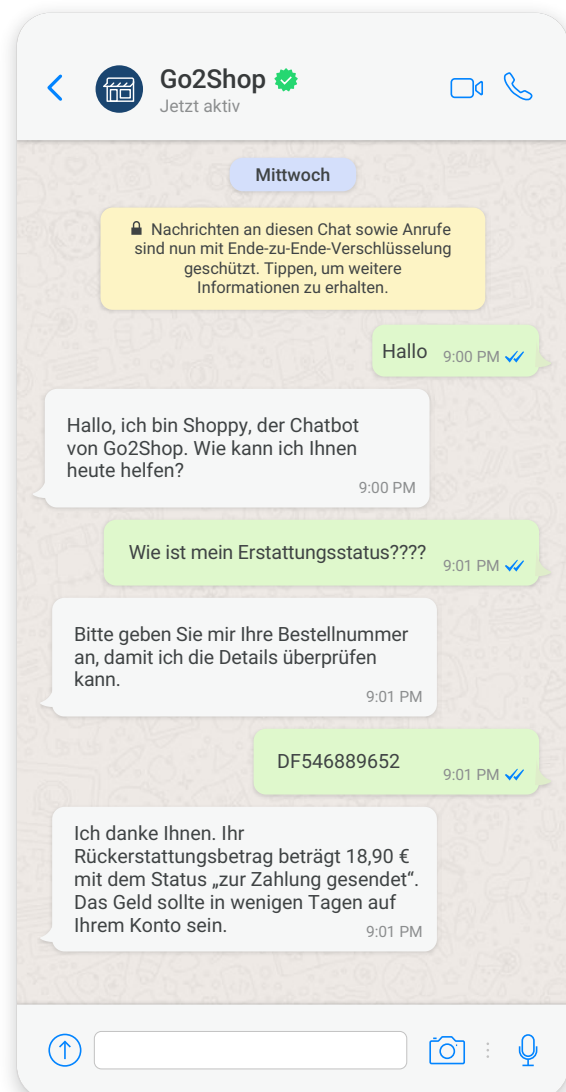 Go2Shop
Jetzt aktiv
Mittwoch
Nachrichten an diesen Chat sowie Anrufe
sind nun mit Ende-zu-Ende-Verschlüsselung
geschützt. Tippen, um weitere
Informationen zu erhalten.
Hallo 9:00 PM
Hallo, ich bin Shoppy, der Chatbot
von Go2Shop. Wie kann ich Ihnen
heute helfen?
9:00 PM
Wie ist mein Erstattungsstatus????
9:01 PM
Bitte geben Sie mir Ihre Bestellnummer
an, damit ich die Details überprüfen
kann.
9:01 PM
DF546889652
9:01 PM
Ich danke Ihnen. Ihr
Rückerstattungsbetrag beträgt 18,90 €
mit dem Status „zur Zahlung gesendet“.
Das Geld sollte in wenigen Tagen auf
Ihrem Konto sein.
9:01 PM